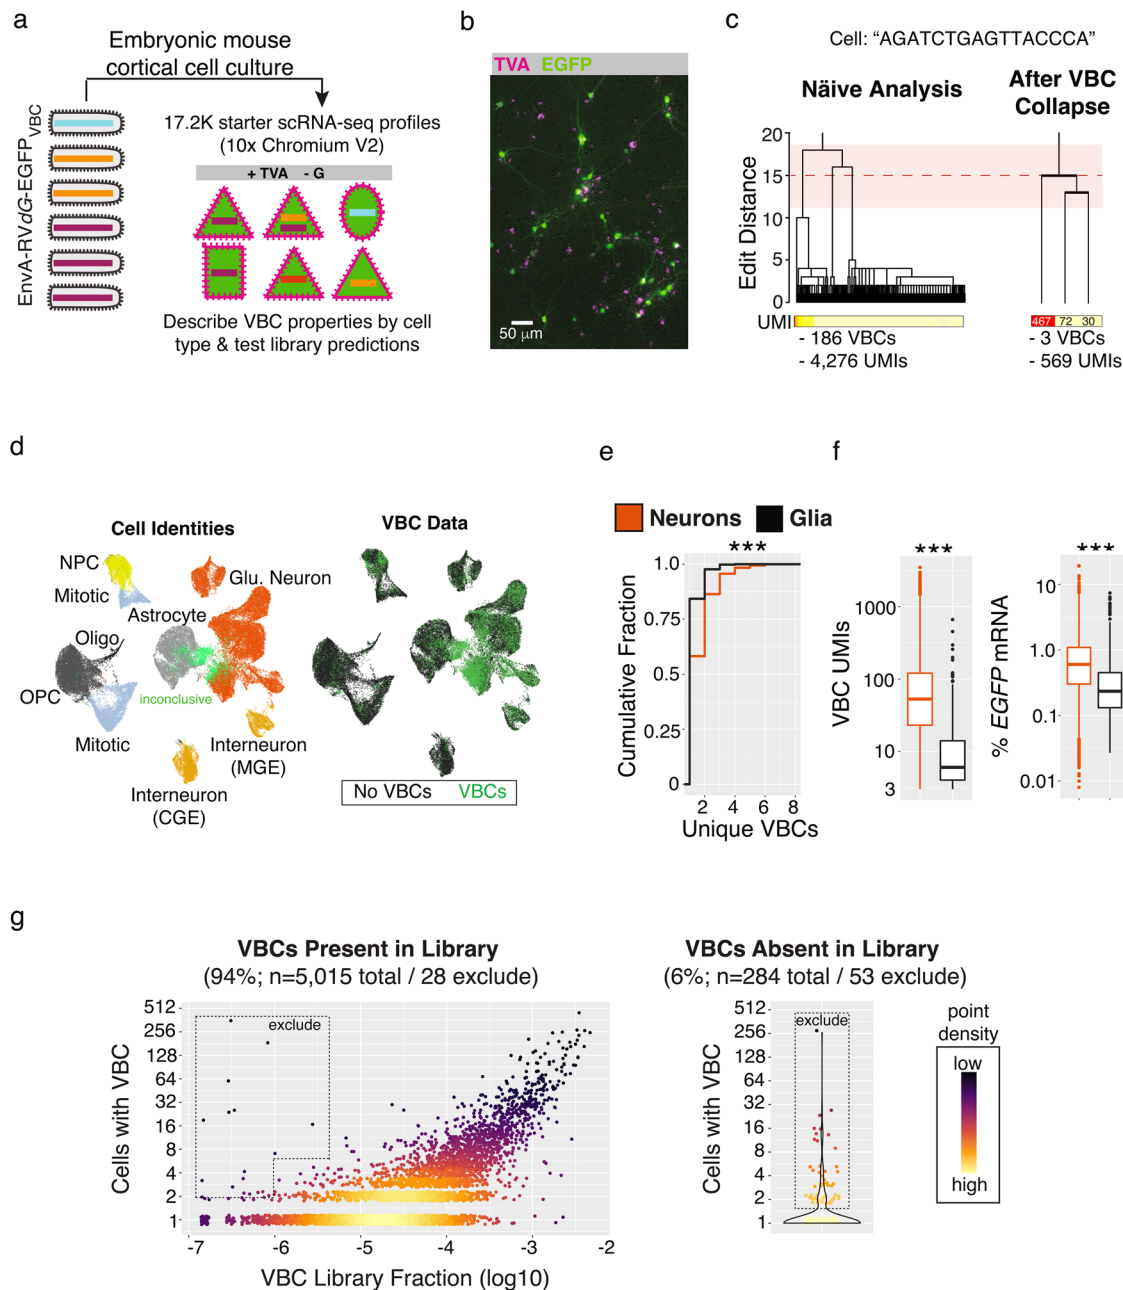 a
Embryonic mouse
cortical cell culture
EnvA-RVdG-EGFP VBC
17.2K starter scRNA-seq profiles
(10x Chromium V2)
+ TVA - G
Describe VBC properties by cell
type & test library predictions
b
TVA EGFP
50 µm
c
Cell: “AGATCTGAGTTACCCA”
Näive Analysis
After VBC
Collapse
Edit Distance
20
15
10
5
0
UMI
467 72 30
- 186 VBCs
- 4,276 UMIs
- 3 VBCs
- 569 UMIs
d
Cell Identities
NPC
Mitotic
Glu. Neuron
Astrocyte
Oligo
OPC
inconclusive
Mitotic
Interneuron
(MGE)
Interneuron
(CGE)
VBC Data
No VBCs VBCs
e
Neurons Glia
***
Cumulative Fraction
1.0
0.75
0.5
0.25
0
2 4 6 8
Unique VBCs
f
***
VBC UMIs
1000
100
10
3
***
% EGFP mRNA
10
1.0
0.1
0.01
g
VBCs Present in Library
(94%; n=5,015 total / 28 exclude)
Cells with VBC
512
256
128
64
32
16
8
4
2
1
exclude
-7 -6 -5 -4 -3 -2
VBC Library Fraction (log10)
VBCs Absent in Library
(6%; n=284 total / 53 exclude)
Cells with VBC
512
256
128
64
32
16
8
4
2
1
exclude
point
density
low
high